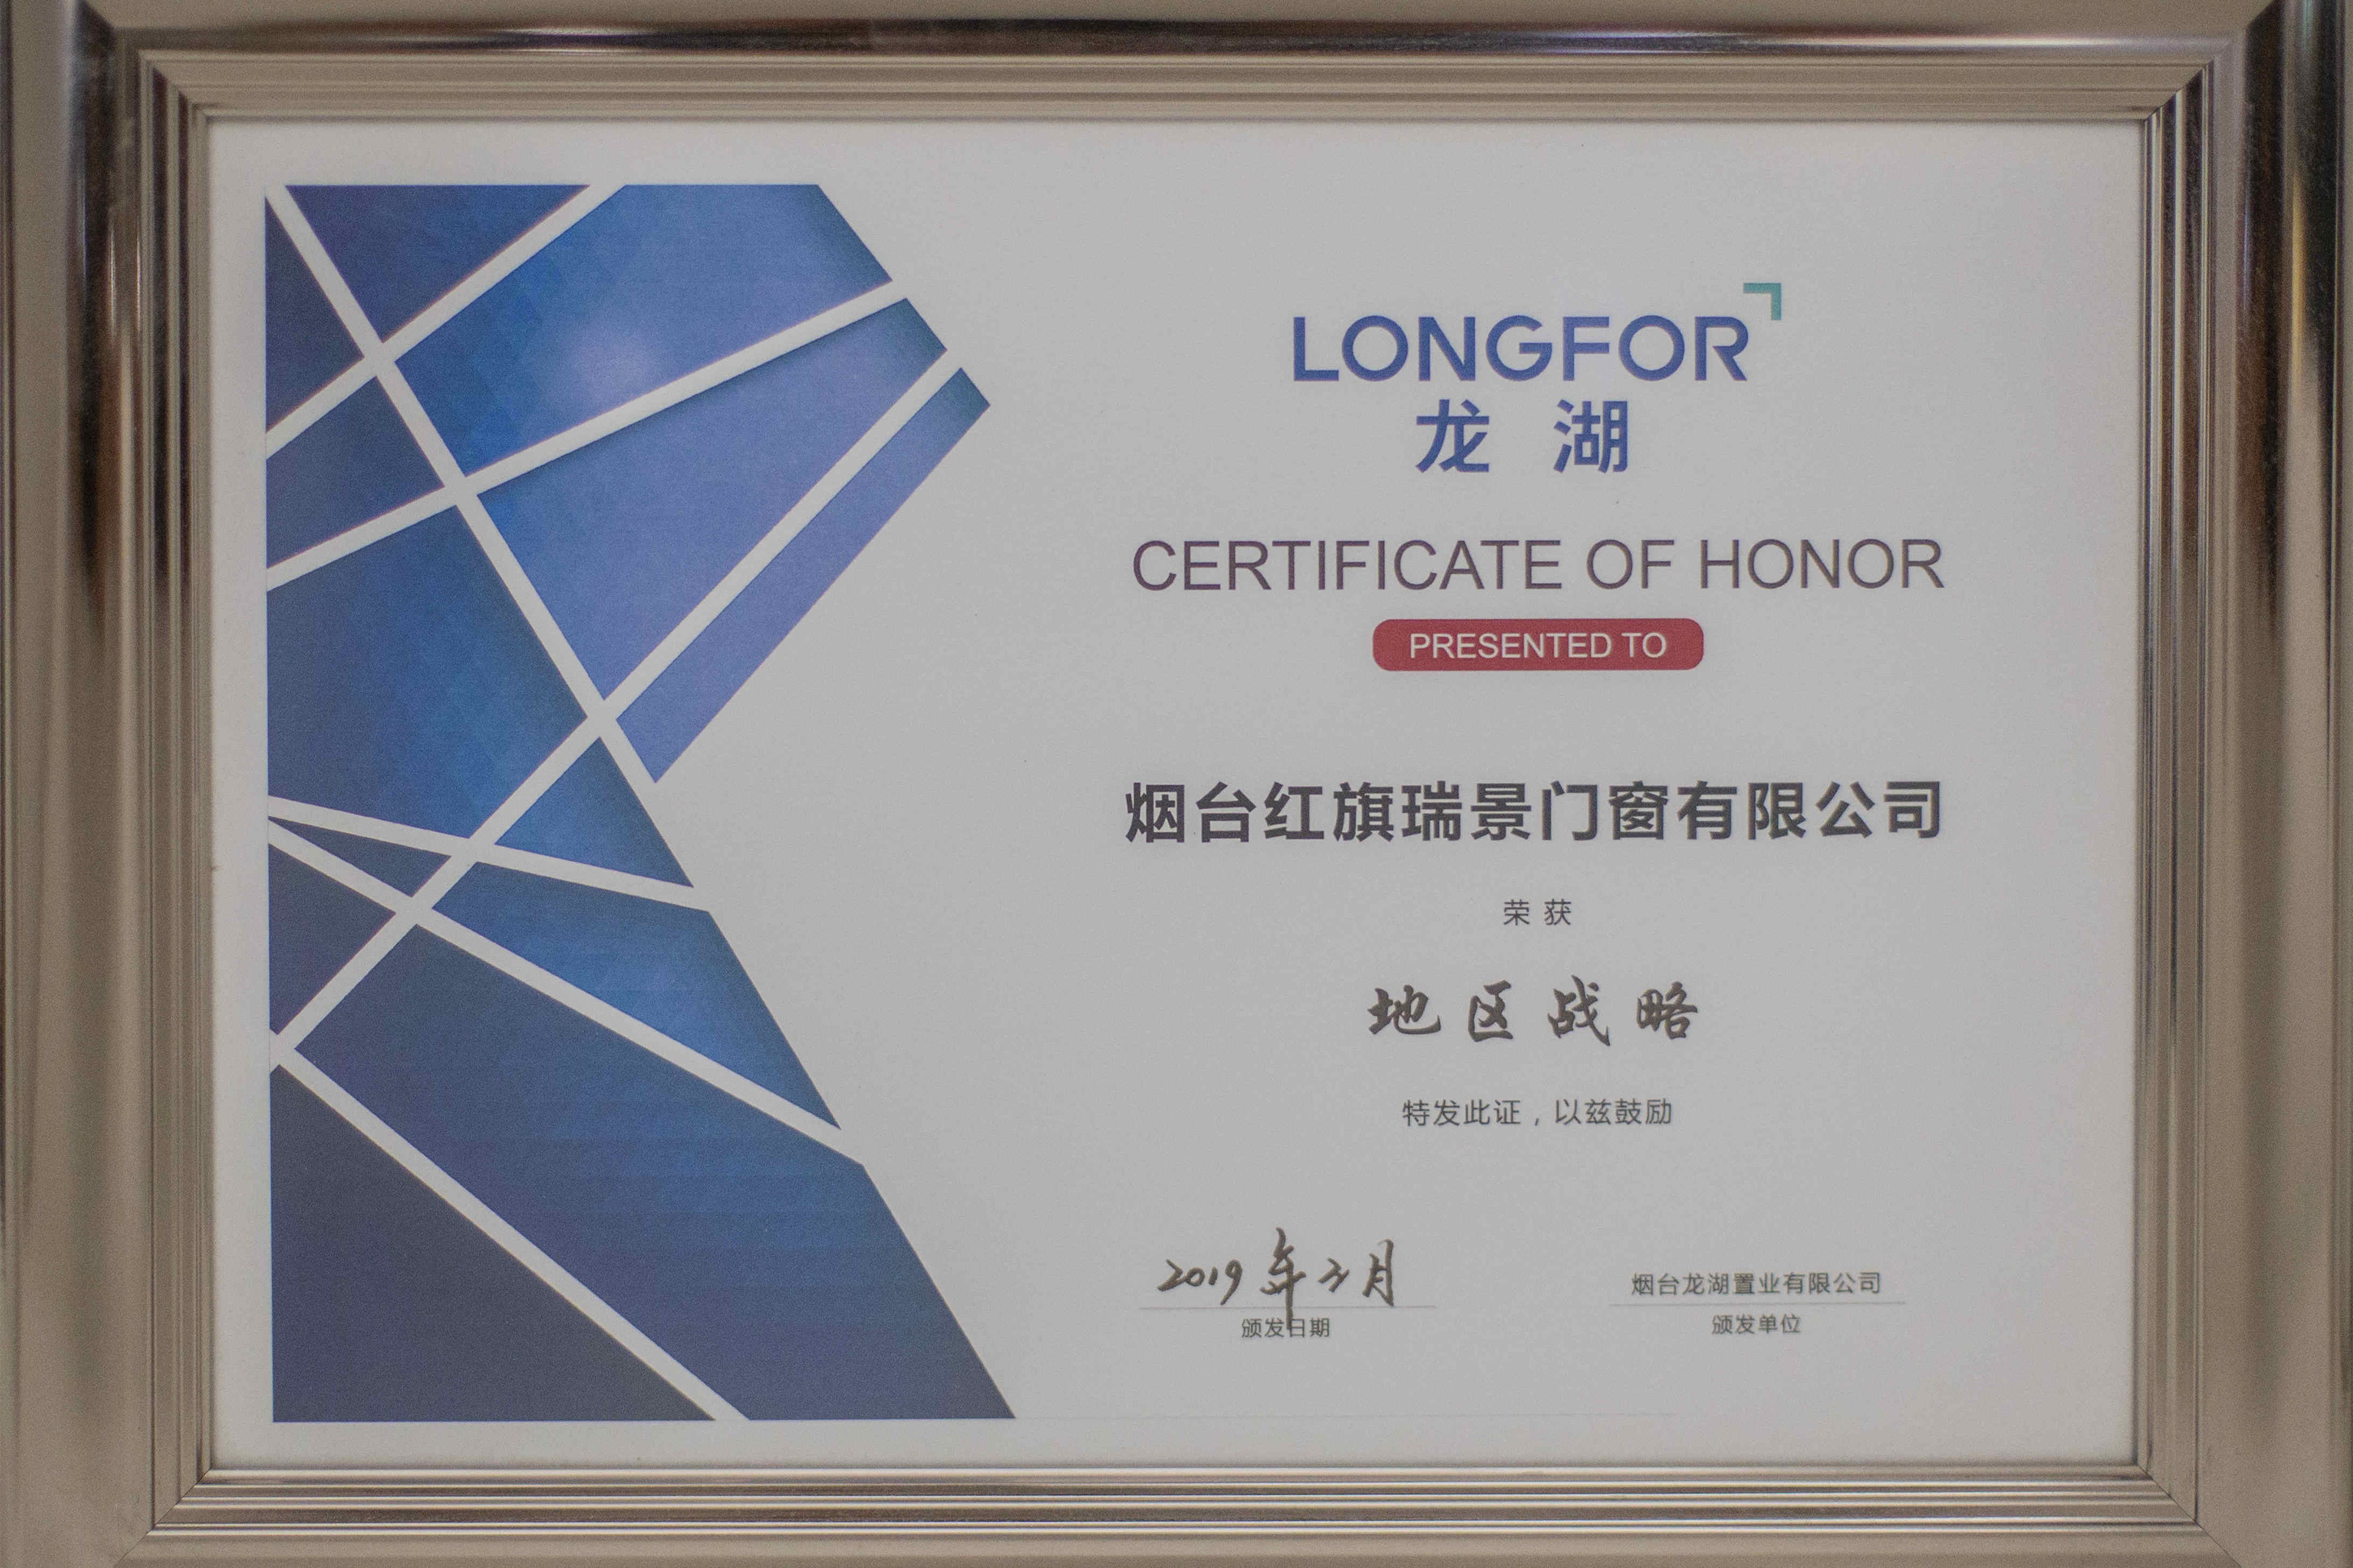 LONGFOR
龙湖
CERTIFICATE OF HONOR
PRESENTED TO
烟台红旗瑞景门窗有限公司
荣获
地区战略
特发此证，以兹鼓励
2019年2月
颁发日期
烟台龙湖置业有限公司
颁发单位